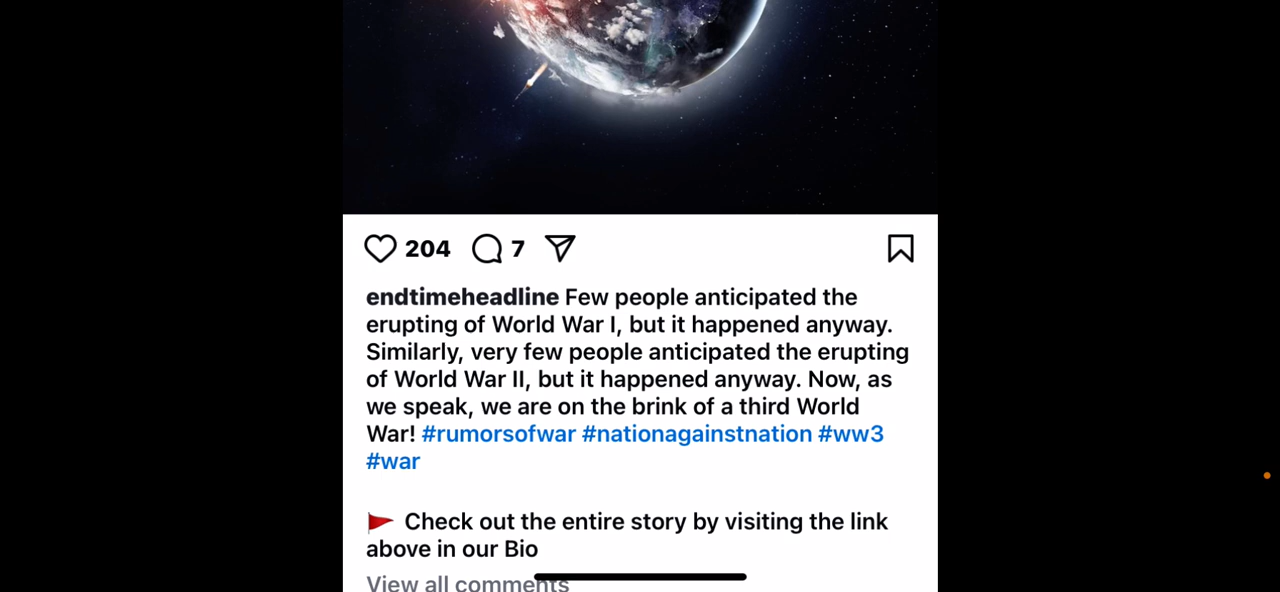 204 7
endtimeheadline Few people anticipated the
erupting of World War I, but it happened anyway.
Similarly, very few people anticipated the erupting
of World War II, but it happened anyway. Now, as
we speak, we are on the brink of a third World
War! #rumorsofwar #nationagainstnation #ww3
#war
Check out the entire story by visiting the link
above in our Bio
View all comments